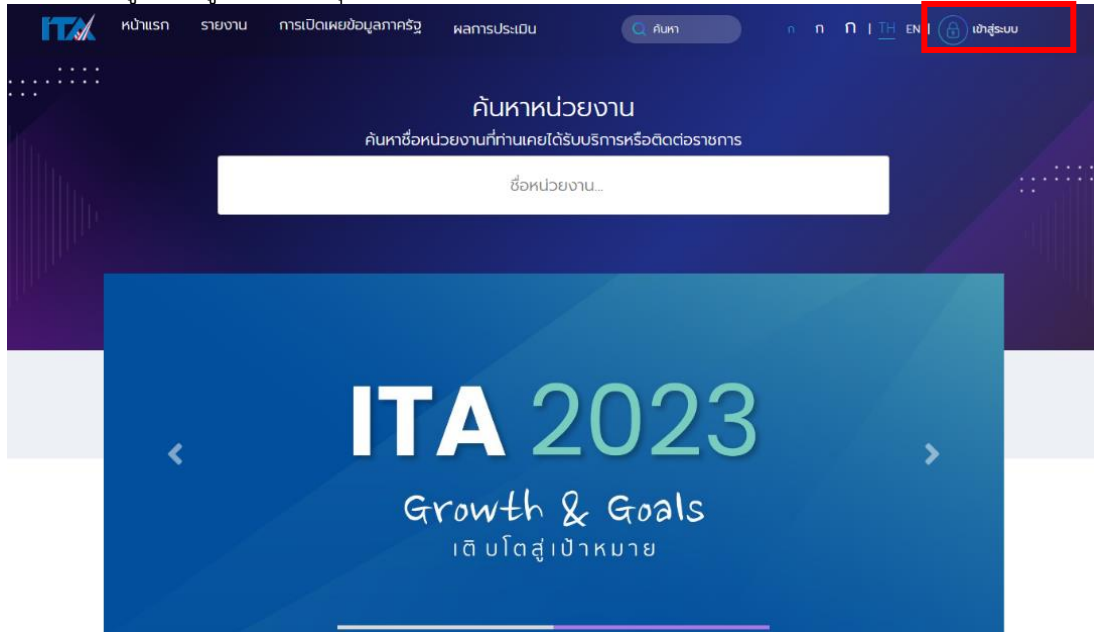 ITA หน้าแรก รายงาน การเปิดเผยข้อมูลภาครัฐ ผลการประเมิน ค้นหา ก ก ก | TH EN | เข้าสู่ระบบ
ค้นหาหน่วยงาน
ค้นหาชื่อหน่วยงานที่ท่านเคยได้รับบริการหรือติดต่อราชการ
ชื่อหน่วยงาน...
ITA 2023
Growth & Goals
เติบโตสู่เป้าหมาย